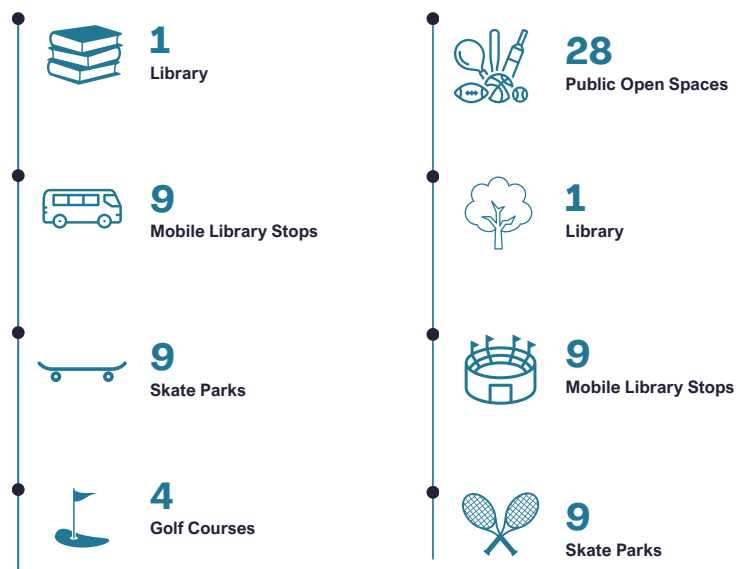 1
Library
9
Mobile Library Stops
9
Skate Parks
4
Golf Courses
28
Public Open Spaces
1
Library
9
Mobile Library Stops
9
Skate Parks